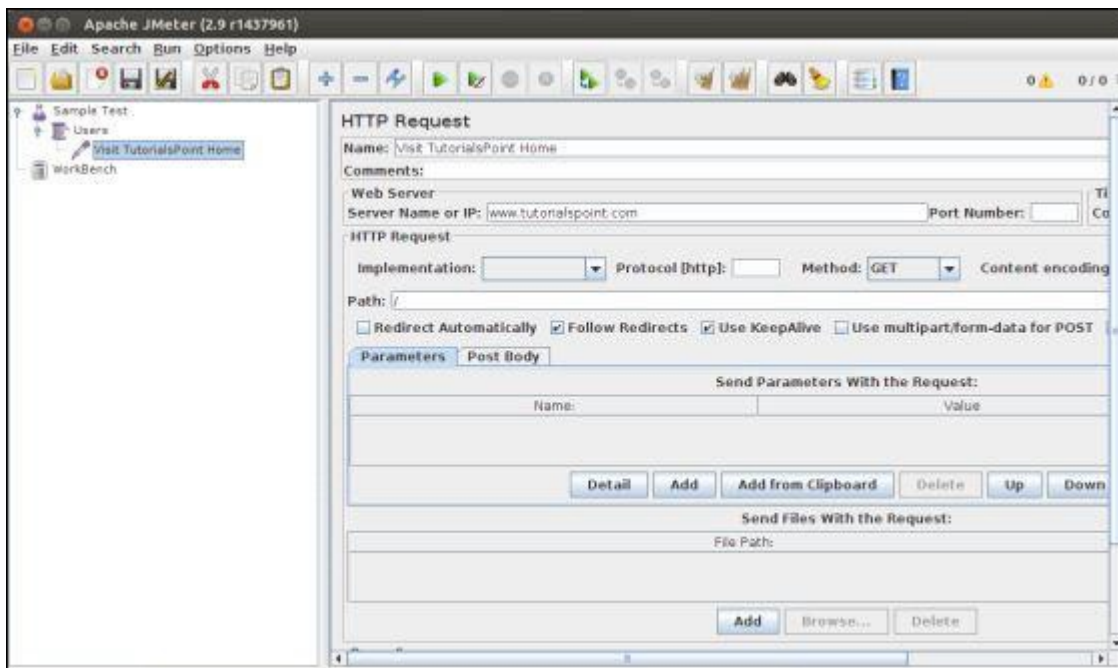 Apache JMeter (2.9 r1437961)
File Edit Search Run Options Help
0 0 / 0
Sample Test
Users
Visit TutorialsPoint Home
WorkBench
HTTP Request
Name: Visit TutorialsPoint Home
Comments:
Web Server
Ti
Server Name or IP: www.tutorialspoint.com Port Number:
Co
HTTP Request
Implementation: Protocol [http]: Method: GET Content encoding
Path: /
Redirect Automatically Follow Redirects Use KeepAlive Use multipart/form-data for POST
Parameters Post Body
Send Parameters With the Request:
Name: Value
Detail Add Add from Clipboard Delete Up Down
Send Files With the Request:
File Path:
Add Browse... Delete